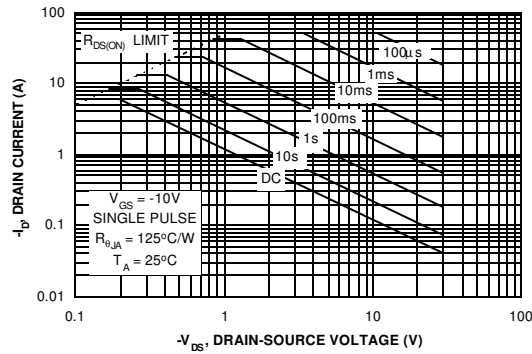 100
10
1
0.1
0.01
-I_D, DRAIN CURRENT (A)
R_DS(ON) LIMIT
100µs
1ms
10ms
100ms
1s
10s
DC
V_GS = -10V
SINGLE PULSE
R_θJA = 125°C/W
T_A = 25°C
0.1
1
10
100
-V_DS, DRAIN-SOURCE VOLTAGE (V)